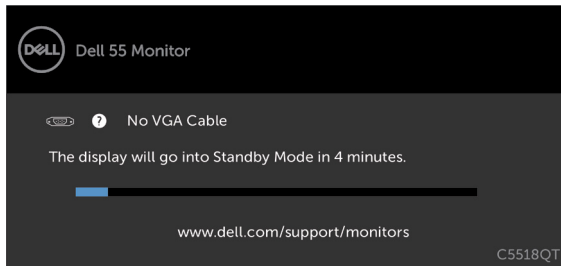 DELL Dell 55 Monitor
? No VGA Cable
The display will go into Standby Mode in 4 minutes.
www.dell.com/support/monitors
C5518QT